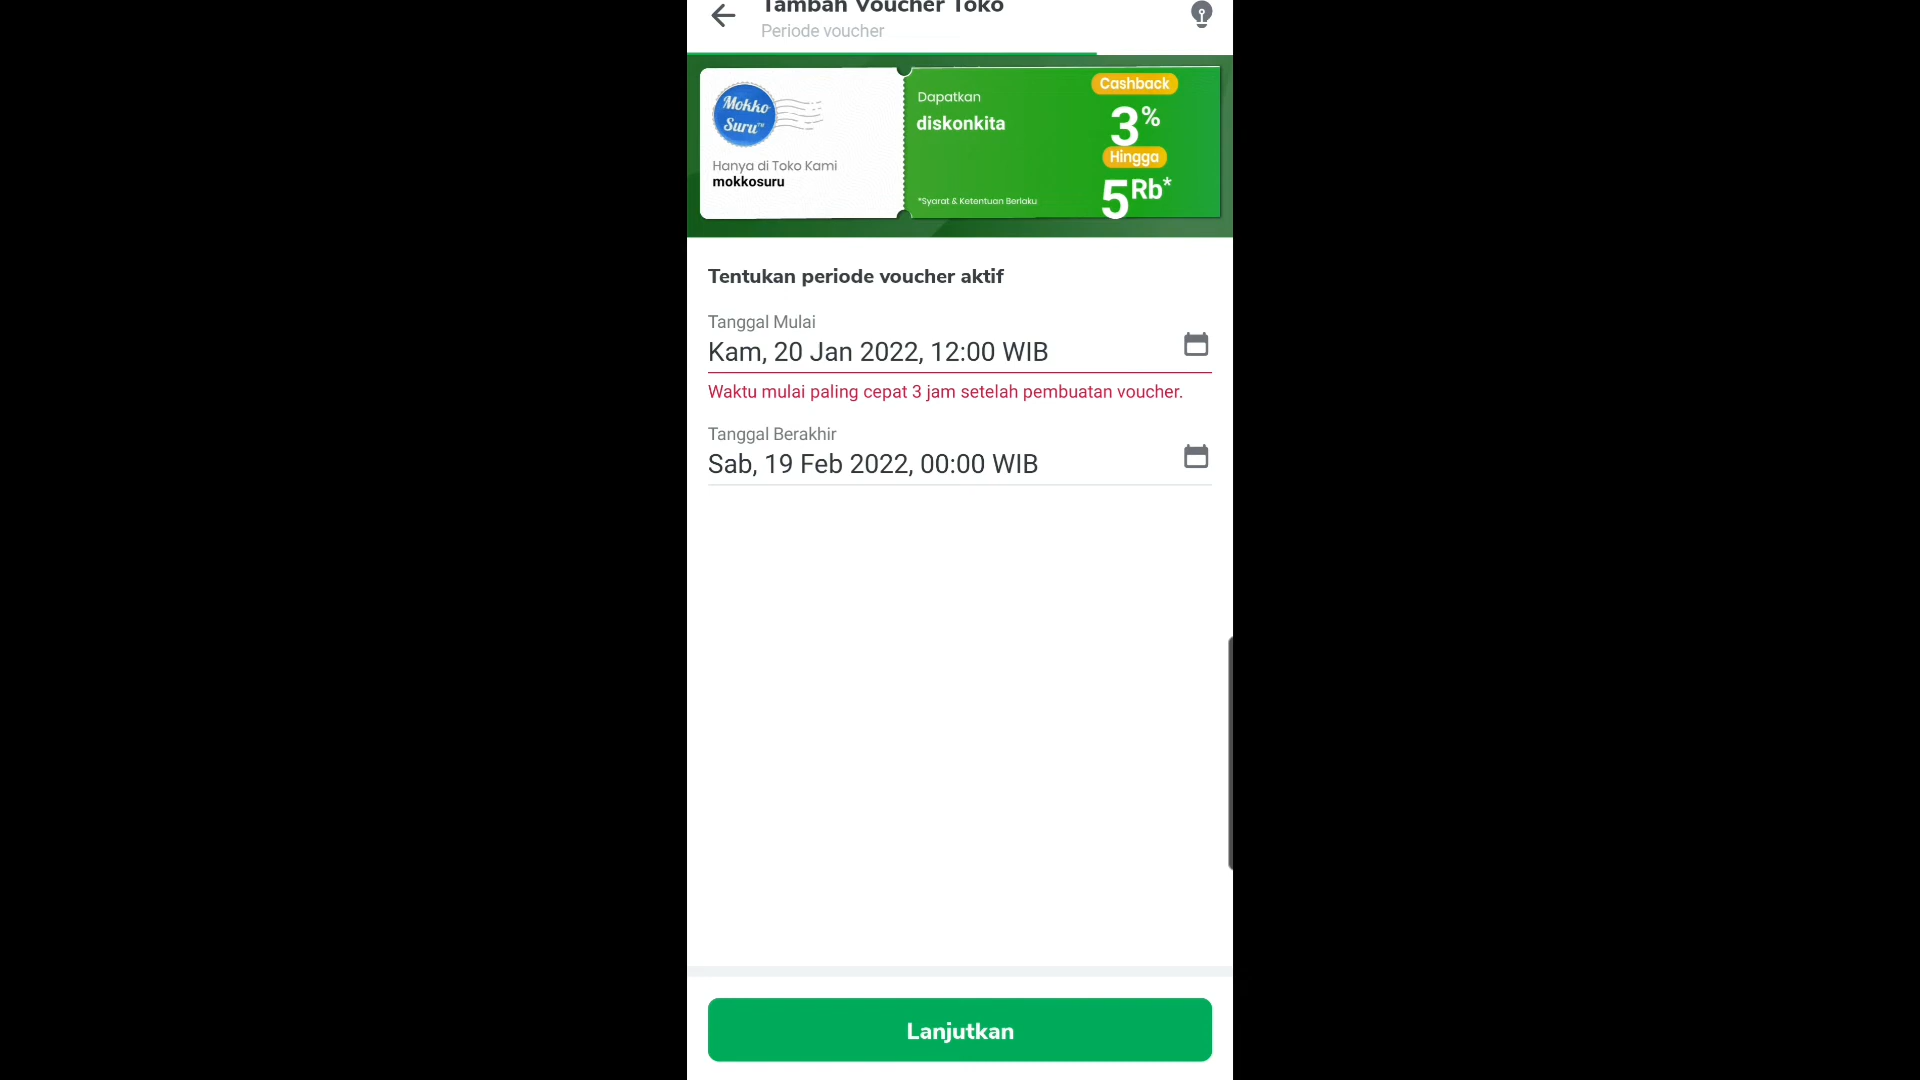 Tambah Voucher Toko
Periode voucher
Mokko
Suru™
Hanya di Toko Kami
mokkosuru
Dapatkan
diskonkita
*Syarat & Ketentuan Berlaku
Cashback
3%
Hingga
5Rb*
Tentukan periode voucher aktif
Tanggal Mulai
Kam, 20 Jan 2022, 12:00 WIB
Waktu mulai paling cepat 3 jam setelah pembuatan voucher.
Tanggal Berakhir
Sab, 19 Feb 2022, 00:00 WIB
Lanjutkan